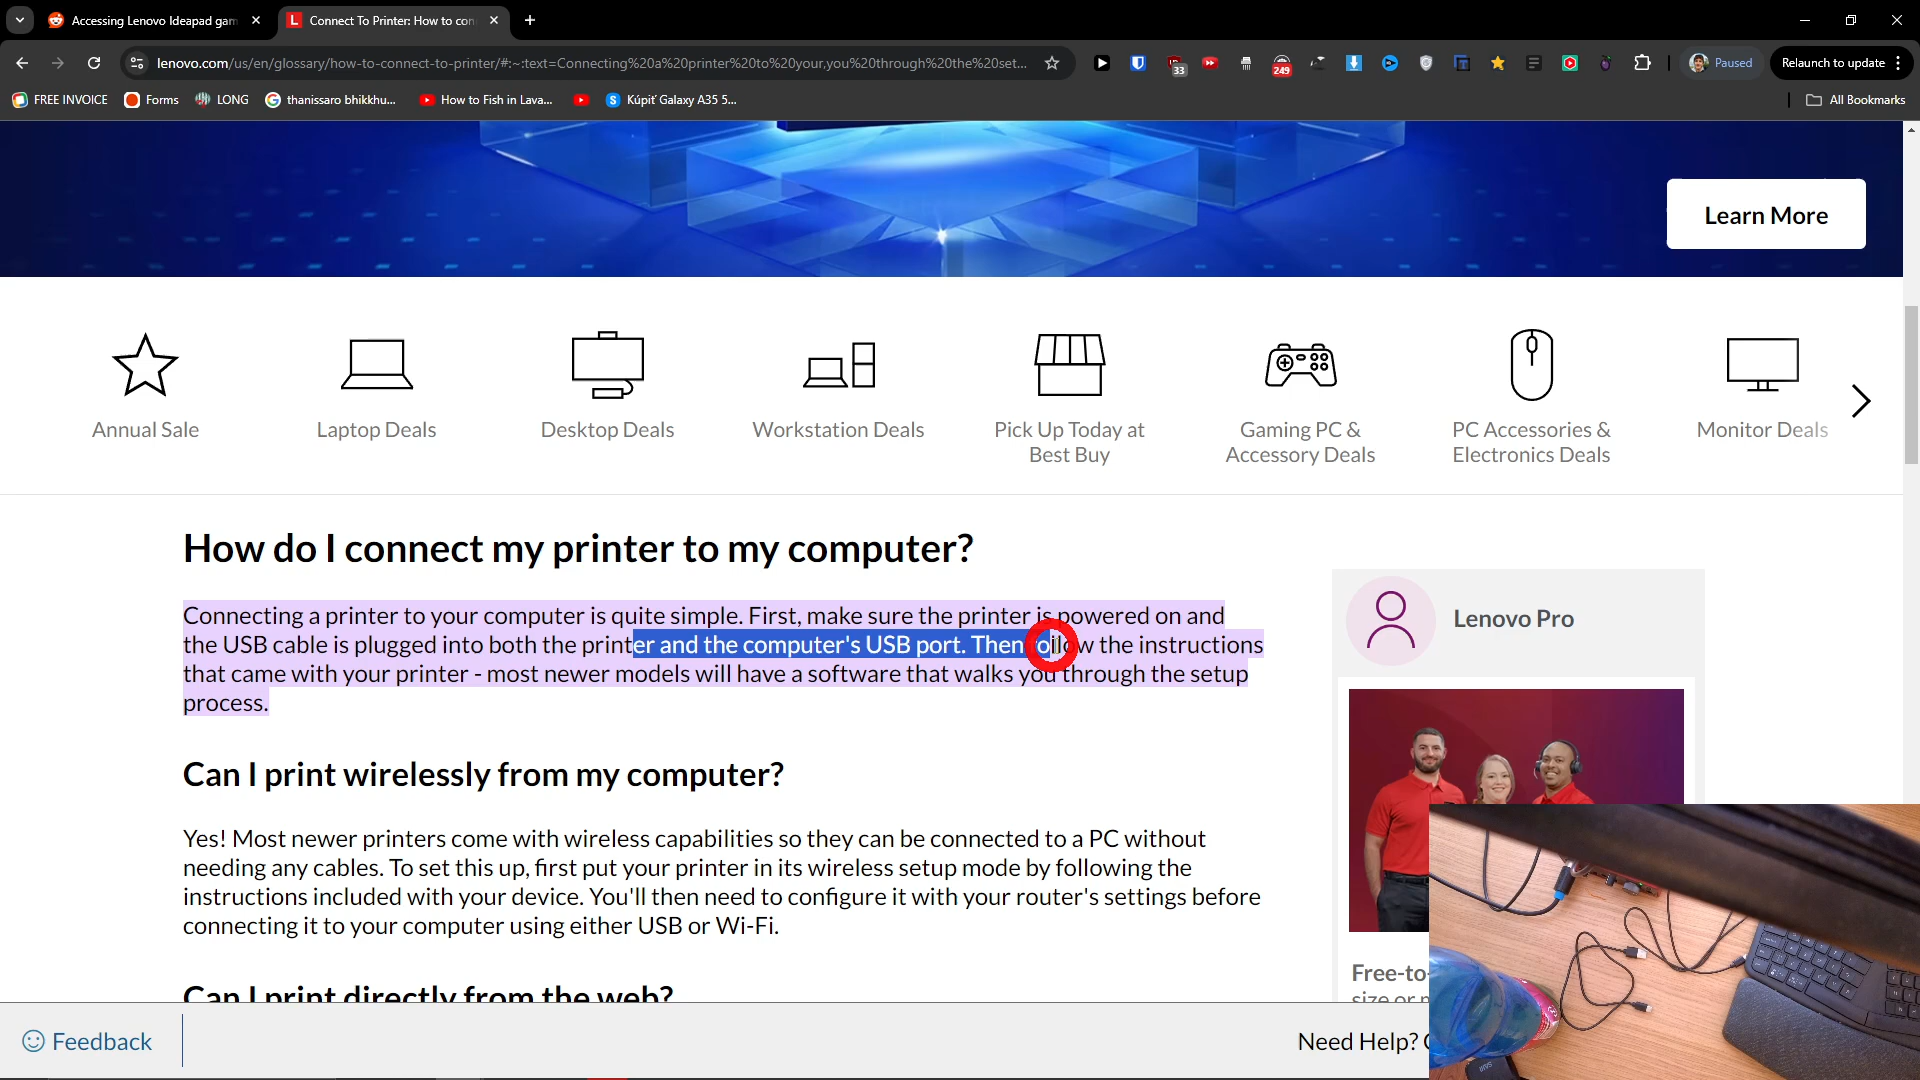 Accessing Lenovo Ideapad gam
Connect To Printer: How to con
lenovo.com/us/en/glossary/how-to-connect-to-printer/#:~:text=Connecting%20a%20printer%20to%20your,you%20through%20the%20set...
33
249
Paused
Relaunch to update
FREE INVOICE
Forms
LONG
thanissaro bhikkhu...
How to Fish in Lava...
Kúpiť Galaxy A35 5...
All Bookmarks
Learn More
Annual Sale
Laptop Deals
Desktop Deals
Workstation Deals
Pick Up Today at
Best Buy
Gaming PC &
Accessory Deals
PC Accessories &
Electronics Deals
Monitor Deals
How do I connect my printer to my computer?
Connecting a printer to your computer is quite simple. First, make sure the printer is powered on and
the USB cable is plugged into both the printer and the computer's USB port. Then follow the instructions
that came with your printer - most newer models will have a software that walks you through the setup
process.
Lenovo Pro
Can I print wirelessly from my computer?
Yes! Most newer printers come with wireless capabilities so they can be connected to a PC without
needing any cables. To set this up, first put your printer in its wireless setup mode by following the
instructions included with your device. You'll then need to configure it with your router's settings before
connecting it to your computer using either USB or Wi-Fi.
Free-to-
size or
Can I print directly from the web?
Feedback
Need Help?